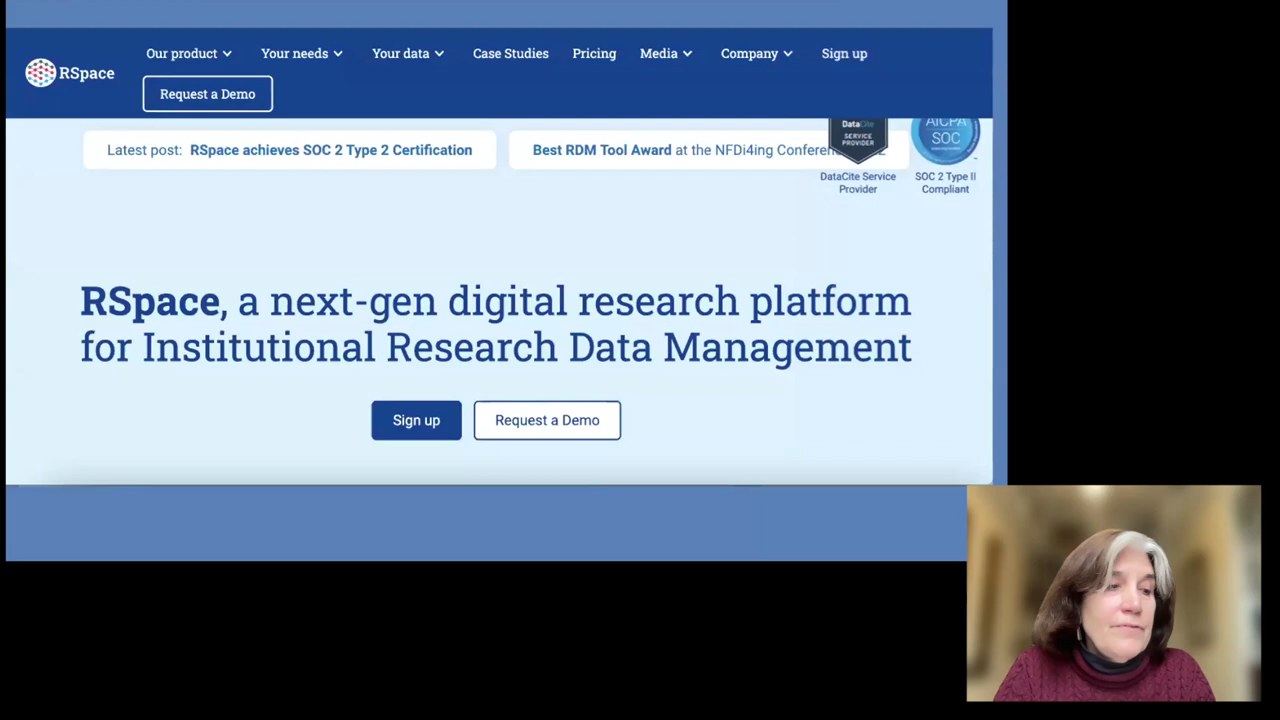 RSpace
Our product
Your needs
Your data
Case Studies
Pricing
Media
Company
Sign up
Request a Demo
Latest post: RSpace achieves SOC 2 Type 2 Certification
Best RDM Tool Award at the NFDi4ing
DataCite
SERVICE
PROVIDER
DataCite Service
Provider
AICPA
SOC
SOC 2 Type II
Compliant
RSpace, a next-gen digital research platform
for Institutional Research Data Management
Sign up
Request a Demo